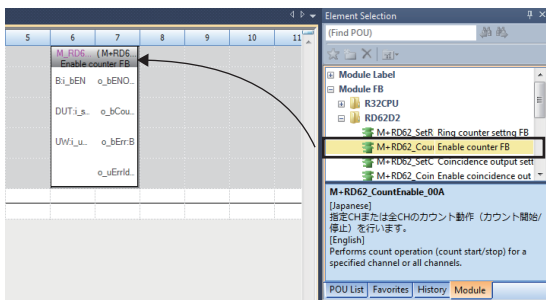 Element Selection
(Find POU)
5 6 7 8 9 10 11
M_RD6... (M+RD6...
Enable counter FB
B:i_bEN o_bENO...
DUT:i_s... o_bCou...
UW:i_u... o_bErr:B
o_uErrId...
Module Label
Module FB
R32CPU
RD62D2
M+RD62_SetR Ring counter settng FB
M+RD62_Cou Enable counter FB
M+RD62_SetC Coincidence output sett
M+RD62_Coin Enable coincidence out
M+RD62_CountEnable_00A
[Japanese]
指定CHまたは全CHのカウント動作（カウント開始/
停止）を行います。
[English]
Performs count operation (count start/stop) for a
specified channel or all channels.
POU List Favorites History Module